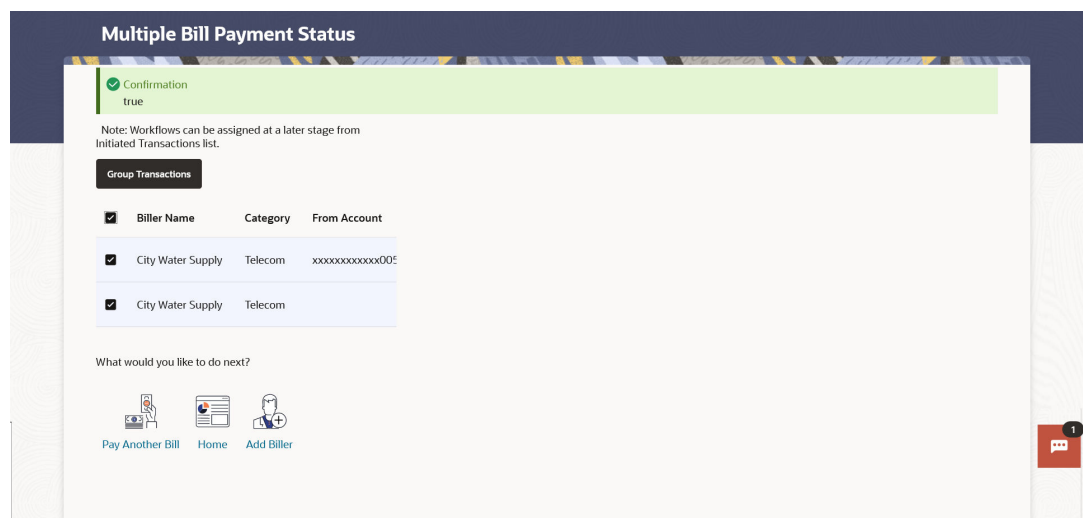 Multiple Bill Payment Status
Confirmation
true
Note: Workflows can be assigned at a later stage from
Initiated Transactions list.
Group Transactions
Biller Name Category From Account
City Water Supply Telecom xxxxxxxxxxxx005
City Water Supply Telecom
What would you like to do next?
Pay Another Bill Home Add Biller
1